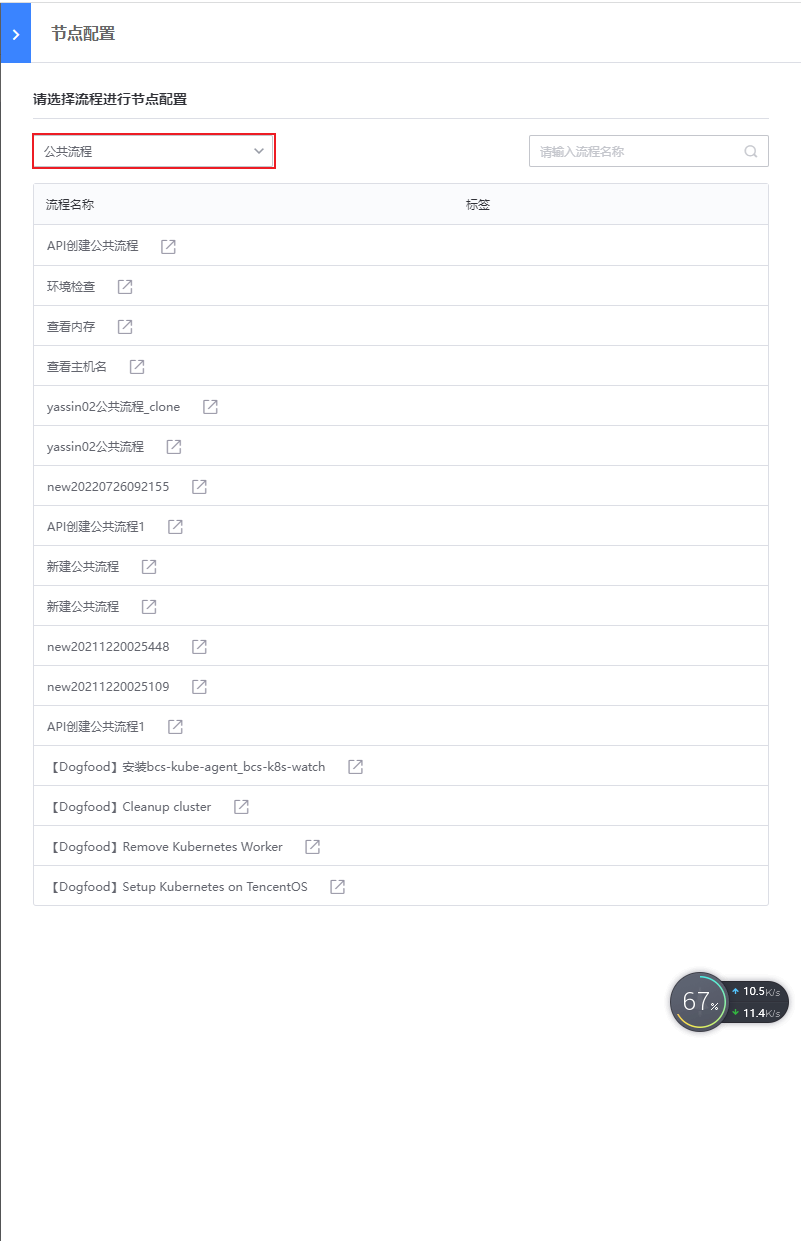 节点配置
请选择流程进行节点配置
公共流程
请输入流程名称
流程名称 标签
API创建公共流程
环境检查
查看内存
查看主机名
yassin02公共流程_clone
yassin02公共流程
new20220726092155
API创建公共流程1
新建公共流程
新建公共流程
new20211220025448
new20211220025109
API创建公共流程1
【Dogfood】安装bcs-kube-agent_bcs-k8s-watch
【Dogfood】Cleanup cluster
【Dogfood】Remove Kubernetes Worker
【Dogfood】Setup Kubernetes on TencentOS
67%
10.5K/s
11.4K/s